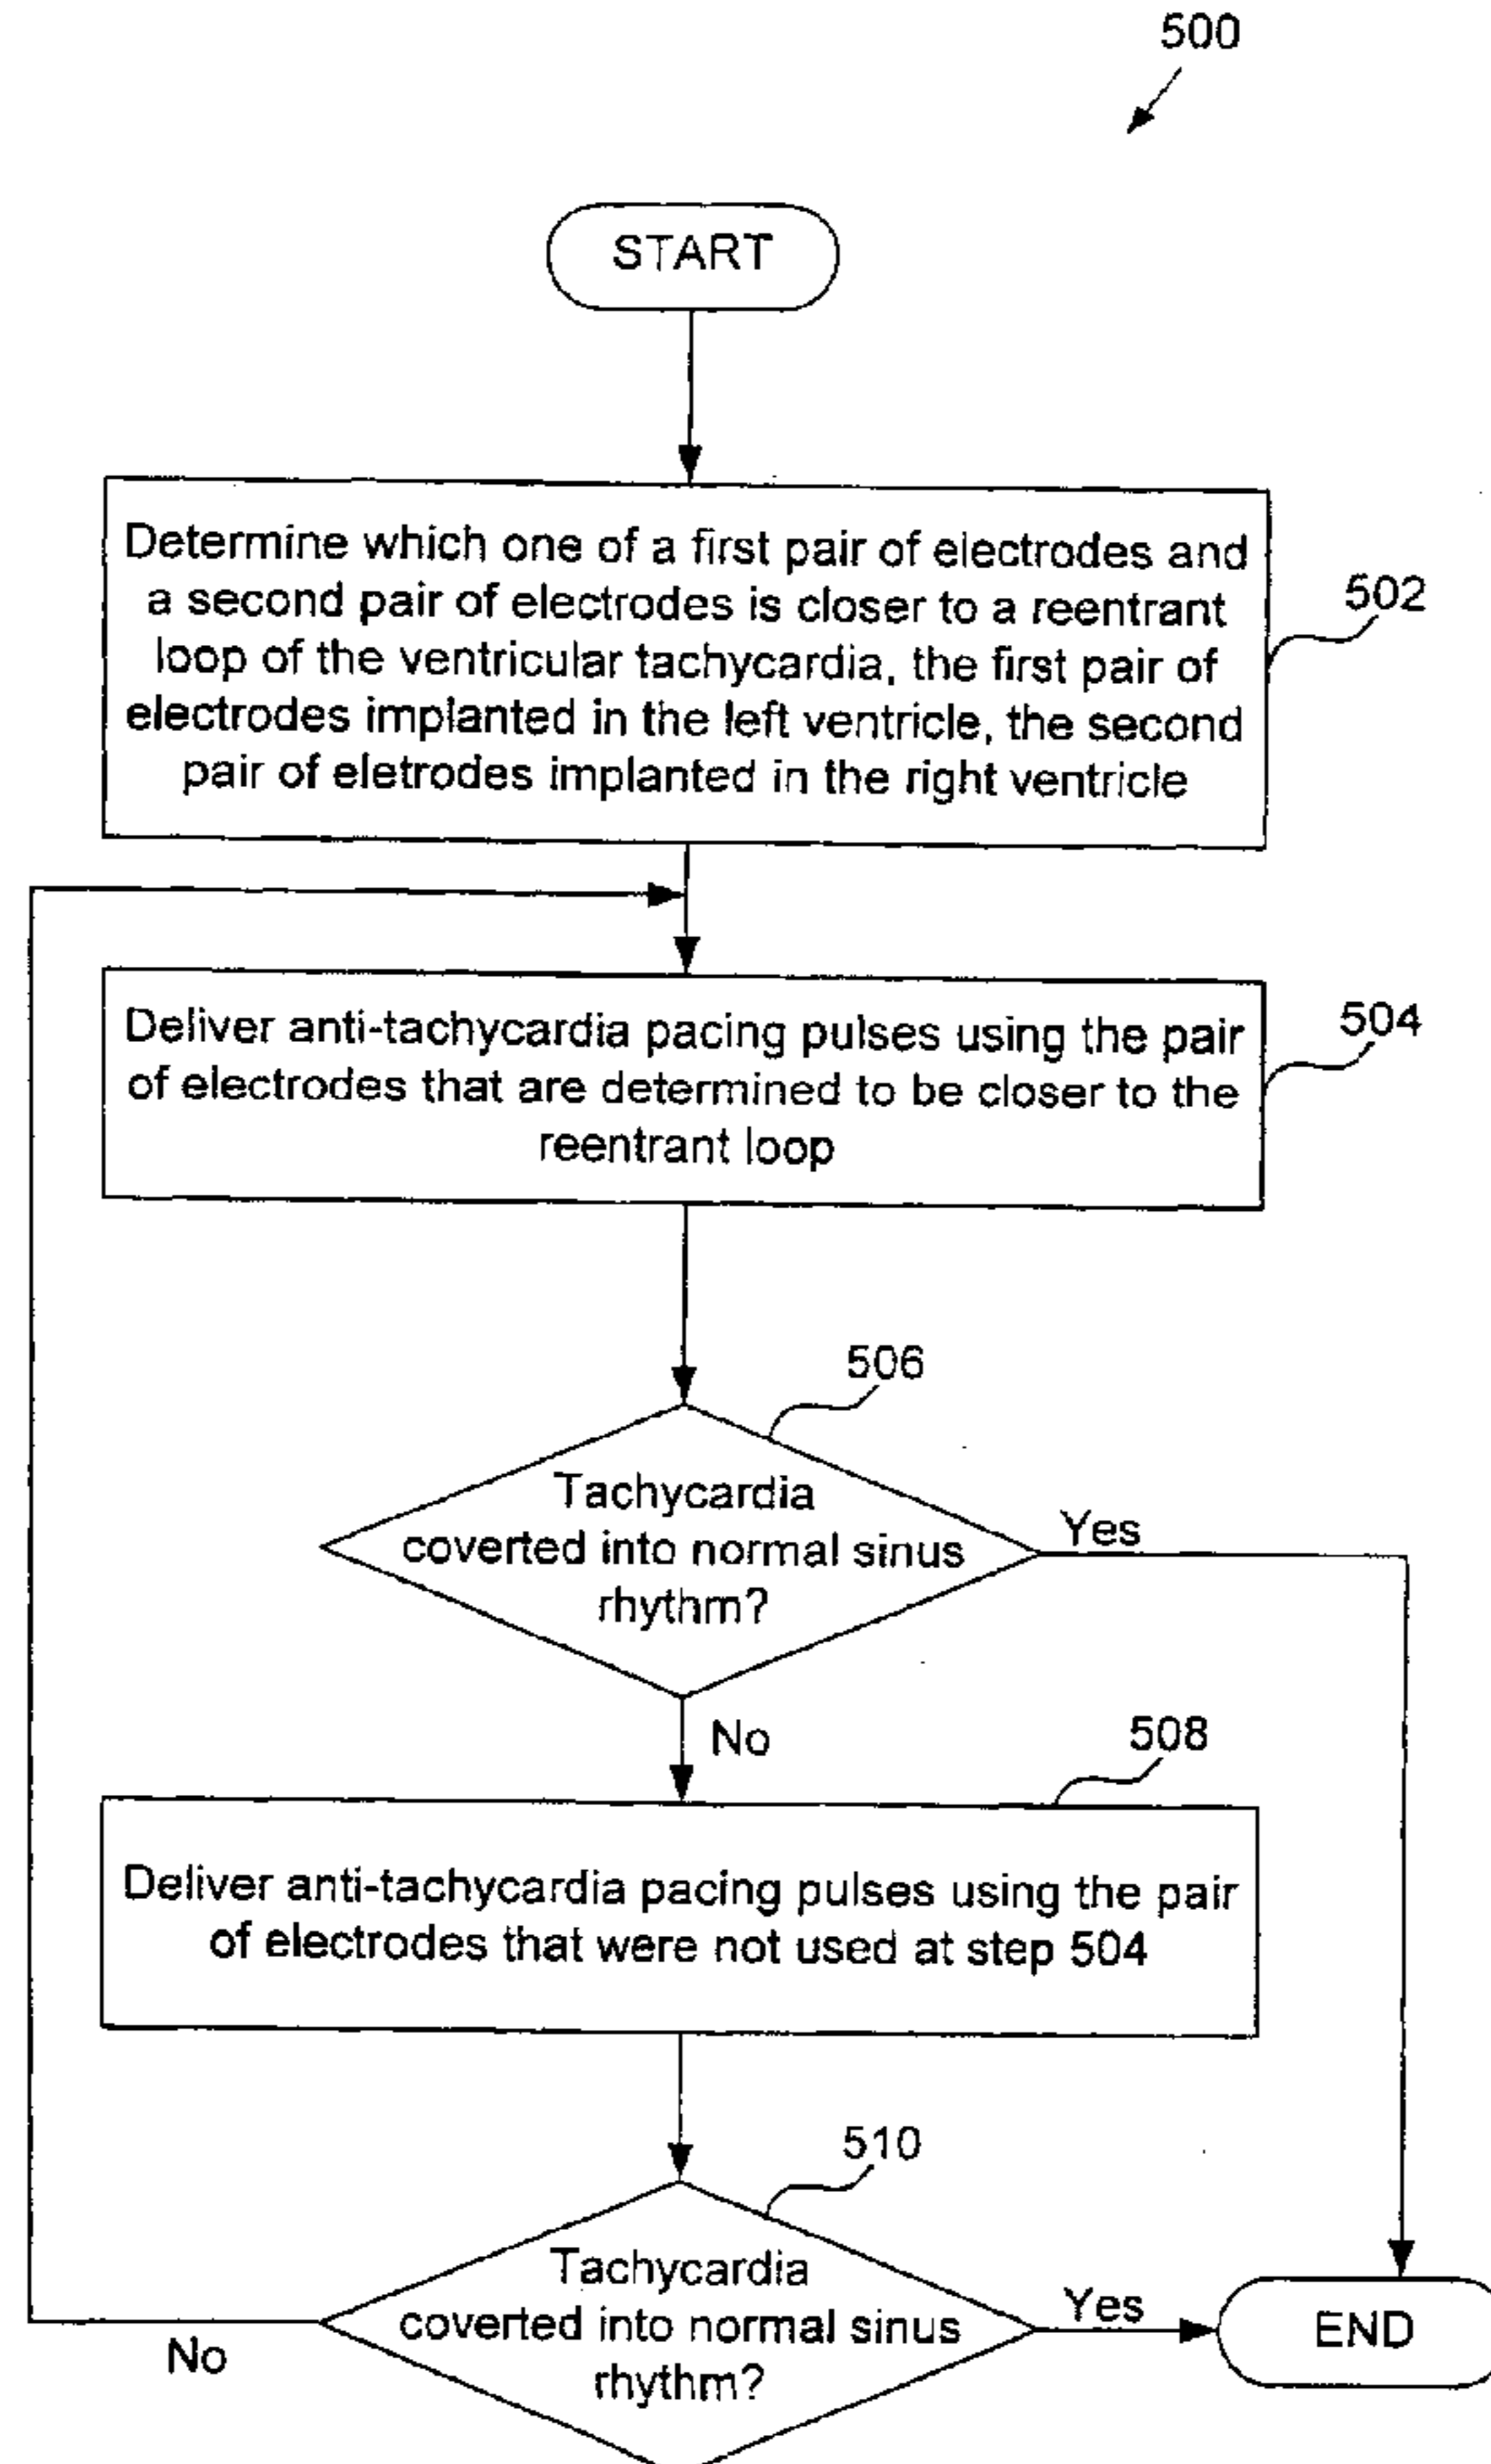 500
START
Determine which one of a first pair of electrodes and
a second pair of electrodes is closer to a reentrant
loop of the ventricular tachycardia, the first pair of
electrodes implanted in the left ventricle, the second
pair of eletrodes implanted in the right ventricle
502
Deliver anti-tachycardia pacing pulses using the pair
of electrodes that are determined to be closer to the
reentrant loop
504
506
Tachycardia
coverted into normal sinus
rhythm?
Yes
No
508
Deliver anti-tachycardia pacing pulses using the pair
of electrodes that were not used at step 504
510
Tachycardia
coverted into normal sinus
rhythm?
Yes
No
END